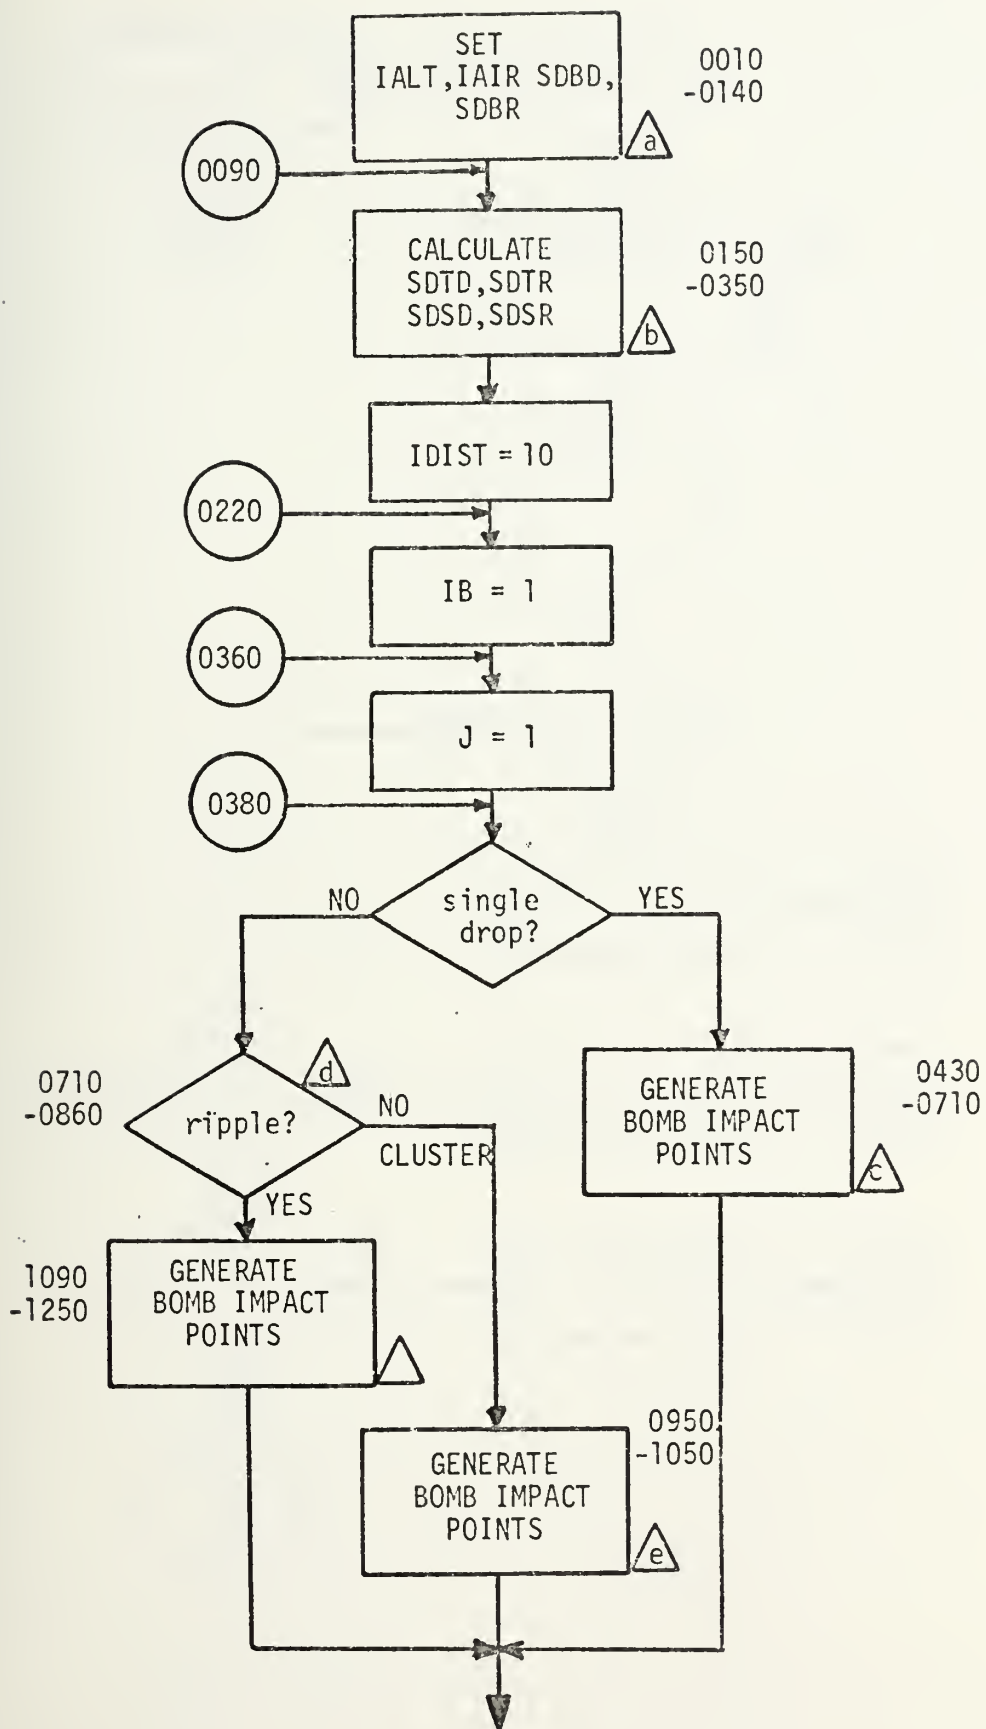 SET
IALT,IAIR SDBD,
SDBR
0010
-0140
a
0090
CALCULATE
SDTD,SDTR
SDSD,SDSR
0150
-0350
b
IDIST = 10
0220
IB = 1
0360
J = 1
0380
single
drop?
NO
YES
d
0710
-0860
ripple?
NO
CLUSTER
YES
GENERATE
BOMB IMPACT
POINTS
0430
-0710
c
1090
-1250
GENERATE
BOMB IMPACT
POINTS
0950
-1050
GENERATE
BOMB IMPACT
POINTS
e